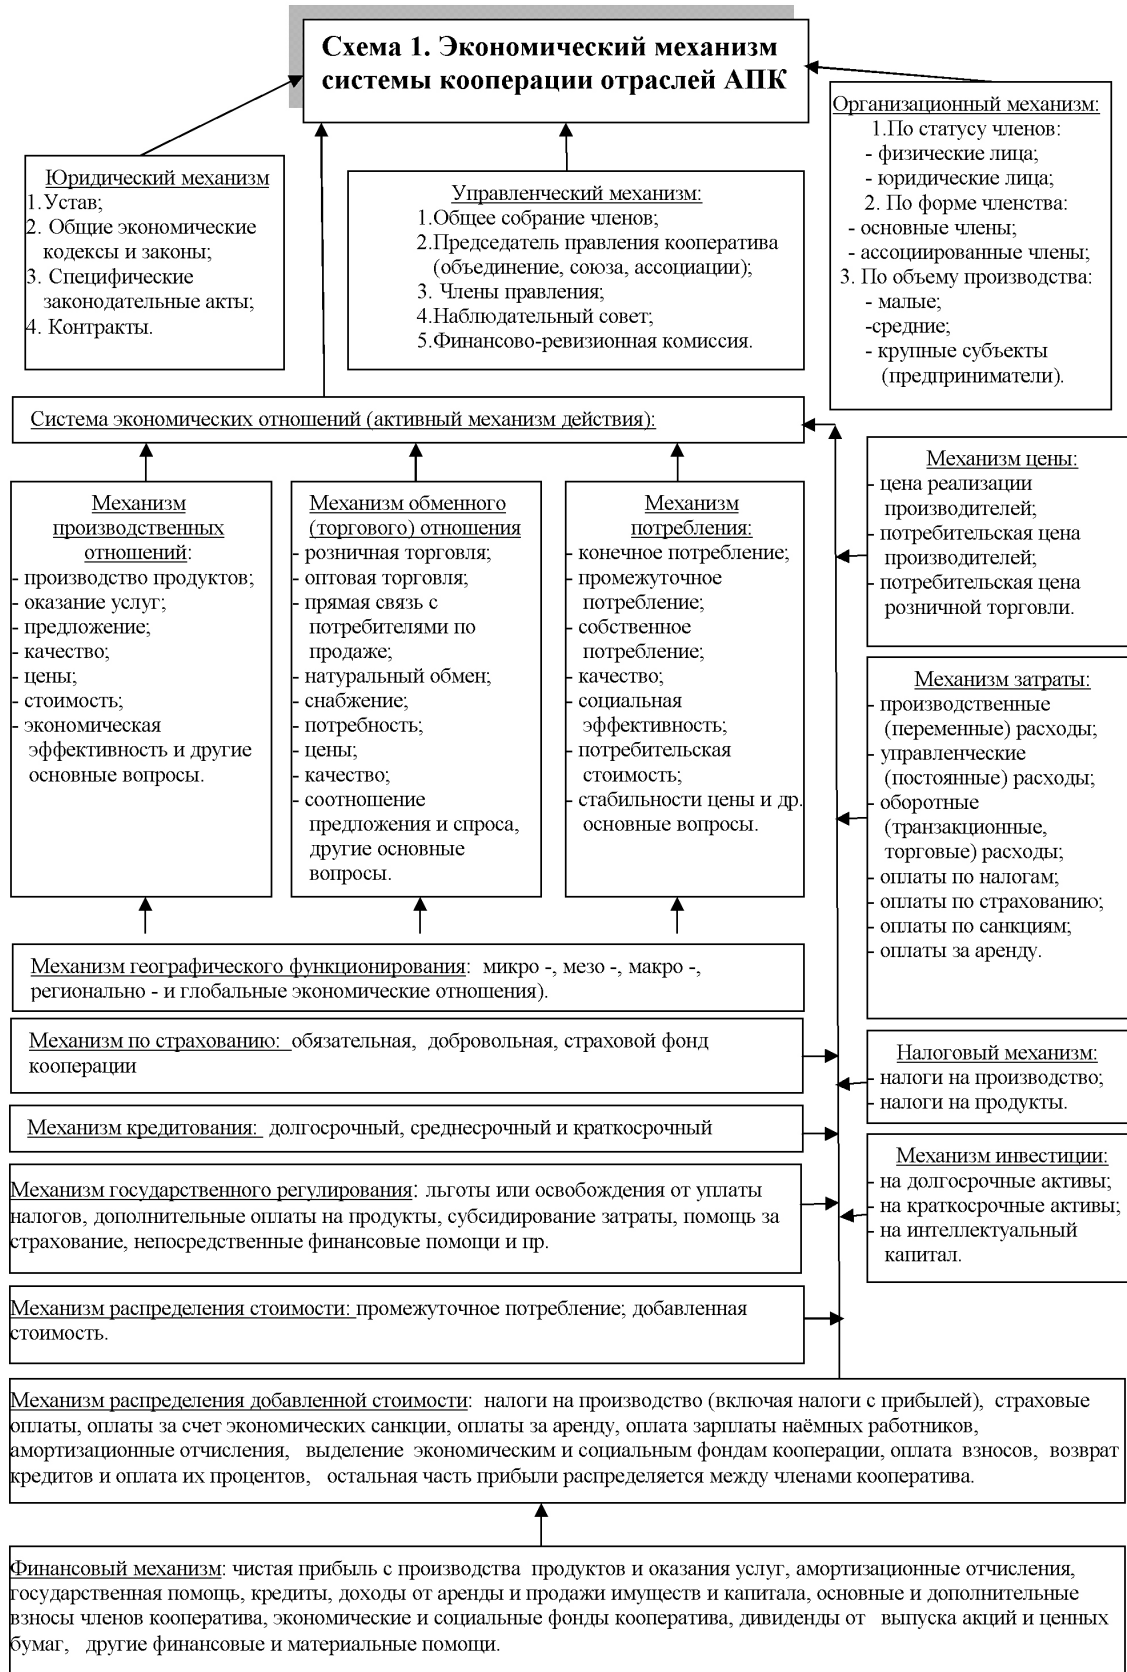 Схема 1. Экономический механизм
системы кооперации отраслей АПК
Юридический механизм
1.Устав;
2. Общие экономические
кодексы и законы;
3. Специфические
законодательные акты;
4. Контракты.
Управленческий механизм:
1.Общее собрание членов;
2.Председатель правления кооператива
(объединение, союза, ассоциации);
3. Члены правления;
4.Наблюдательный совет;
5.Финансово-ревизионная комиссия.
Организационный механизм:
1.По статусу членов:
- физические лица;
- юридические лица;
2. По форме членства:
- основные члены;
- ассоциированные члены;
3. По объему производства:
- малые;
-средние;
- крупные субъекты
(предприниматели).
Система экономических отношений (активный механизм действия):
Механизм
производственных
отношений:
- производство продуктов;
- оказание услуг;
- предложение;
- качество;
- цены;
- стоимость;
- экономическая
эффективность и другие
основные вопросы.
Механизм обменного
(торгового) отношения
- розничная торговля;
- оптовая торговля;
- прямая связь с
потребителями по
продаже;
- натуральный обмен;
- снабжение;
- потребность;
- цены;
- качество;
- соотношение
предложения и спроса,
другие основные
вопросы.
Механизм
потребления:
- конечное потребление;
- промежуточное
потребление;
- собственное
потребление;
- качество;
- социальная
эффективность;
- потребительская
стоимость;
- стабильности цены и др.
основные вопросы.
Механизм цены:
- цена реализации
производителей;
- потребительская цена
производителей;
- потребительская цена
розничной торговли.
Механизм затраты:
- производственные
(переменные) расходы;
- управленческие
(постоянные) расходы;
- оборотные
(транзакционные,
торговые) расходы;
- оплаты по налогам;
- оплаты по страхованию;
- оплаты по санкциям;
- оплаты за аренду.
Механизм географического функционирования: микро -, мезо -, макро -,
регионально - и глобальные экономические отношения).
Механизм по страхованию: обязательная, добровольная, страховой фонд
кооперации
Налоговый механизм:
- налоги на производство;
- налоги на продукты.
Механизм кредитования: долгосрочный, среднесрочный и краткосрочный
Механизм инвестиции:
- на долгосрочные активы;
- на краткосрочные активы;
- на интеллектуальный
капитал.
Механизм государственного регулирования: льготы или освобождения от уплаты
налогов, дополнительные оплаты на продукты, субсидирование затраты, помощь за
страхование, непосредственные финансовые помощи и пр.
Механизм распределения стоимости: промежуточное потребление; добавленная
стоимость.
Механизм распределения добавленной стоимости: налоги на производство (включая налоги с прибылей), страховые
оплаты, оплаты за счет экономических санкции, оплаты за аренду, оплата зарплаты наёмных работников,
амортизационные отчисления, выделение экономическим и социальным фондам кооперации, оплата взносов, возврат
кредитов и оплата их процентов, остальная часть прибыли распределяется между членами кооператива.
Финансовый механизм: чистая прибыль с производства продуктов и оказания услуг, амортизационные отчисления,
государственная помощь, кредиты, доходы от аренды и продажи имуществ и капитала, основные и дополнительные
взносы членов кооператива, экономические и социальные фонды кооператива, дивиденды от выпуска акций и ценных
бумаг, другие финансовые и материальные помощи.